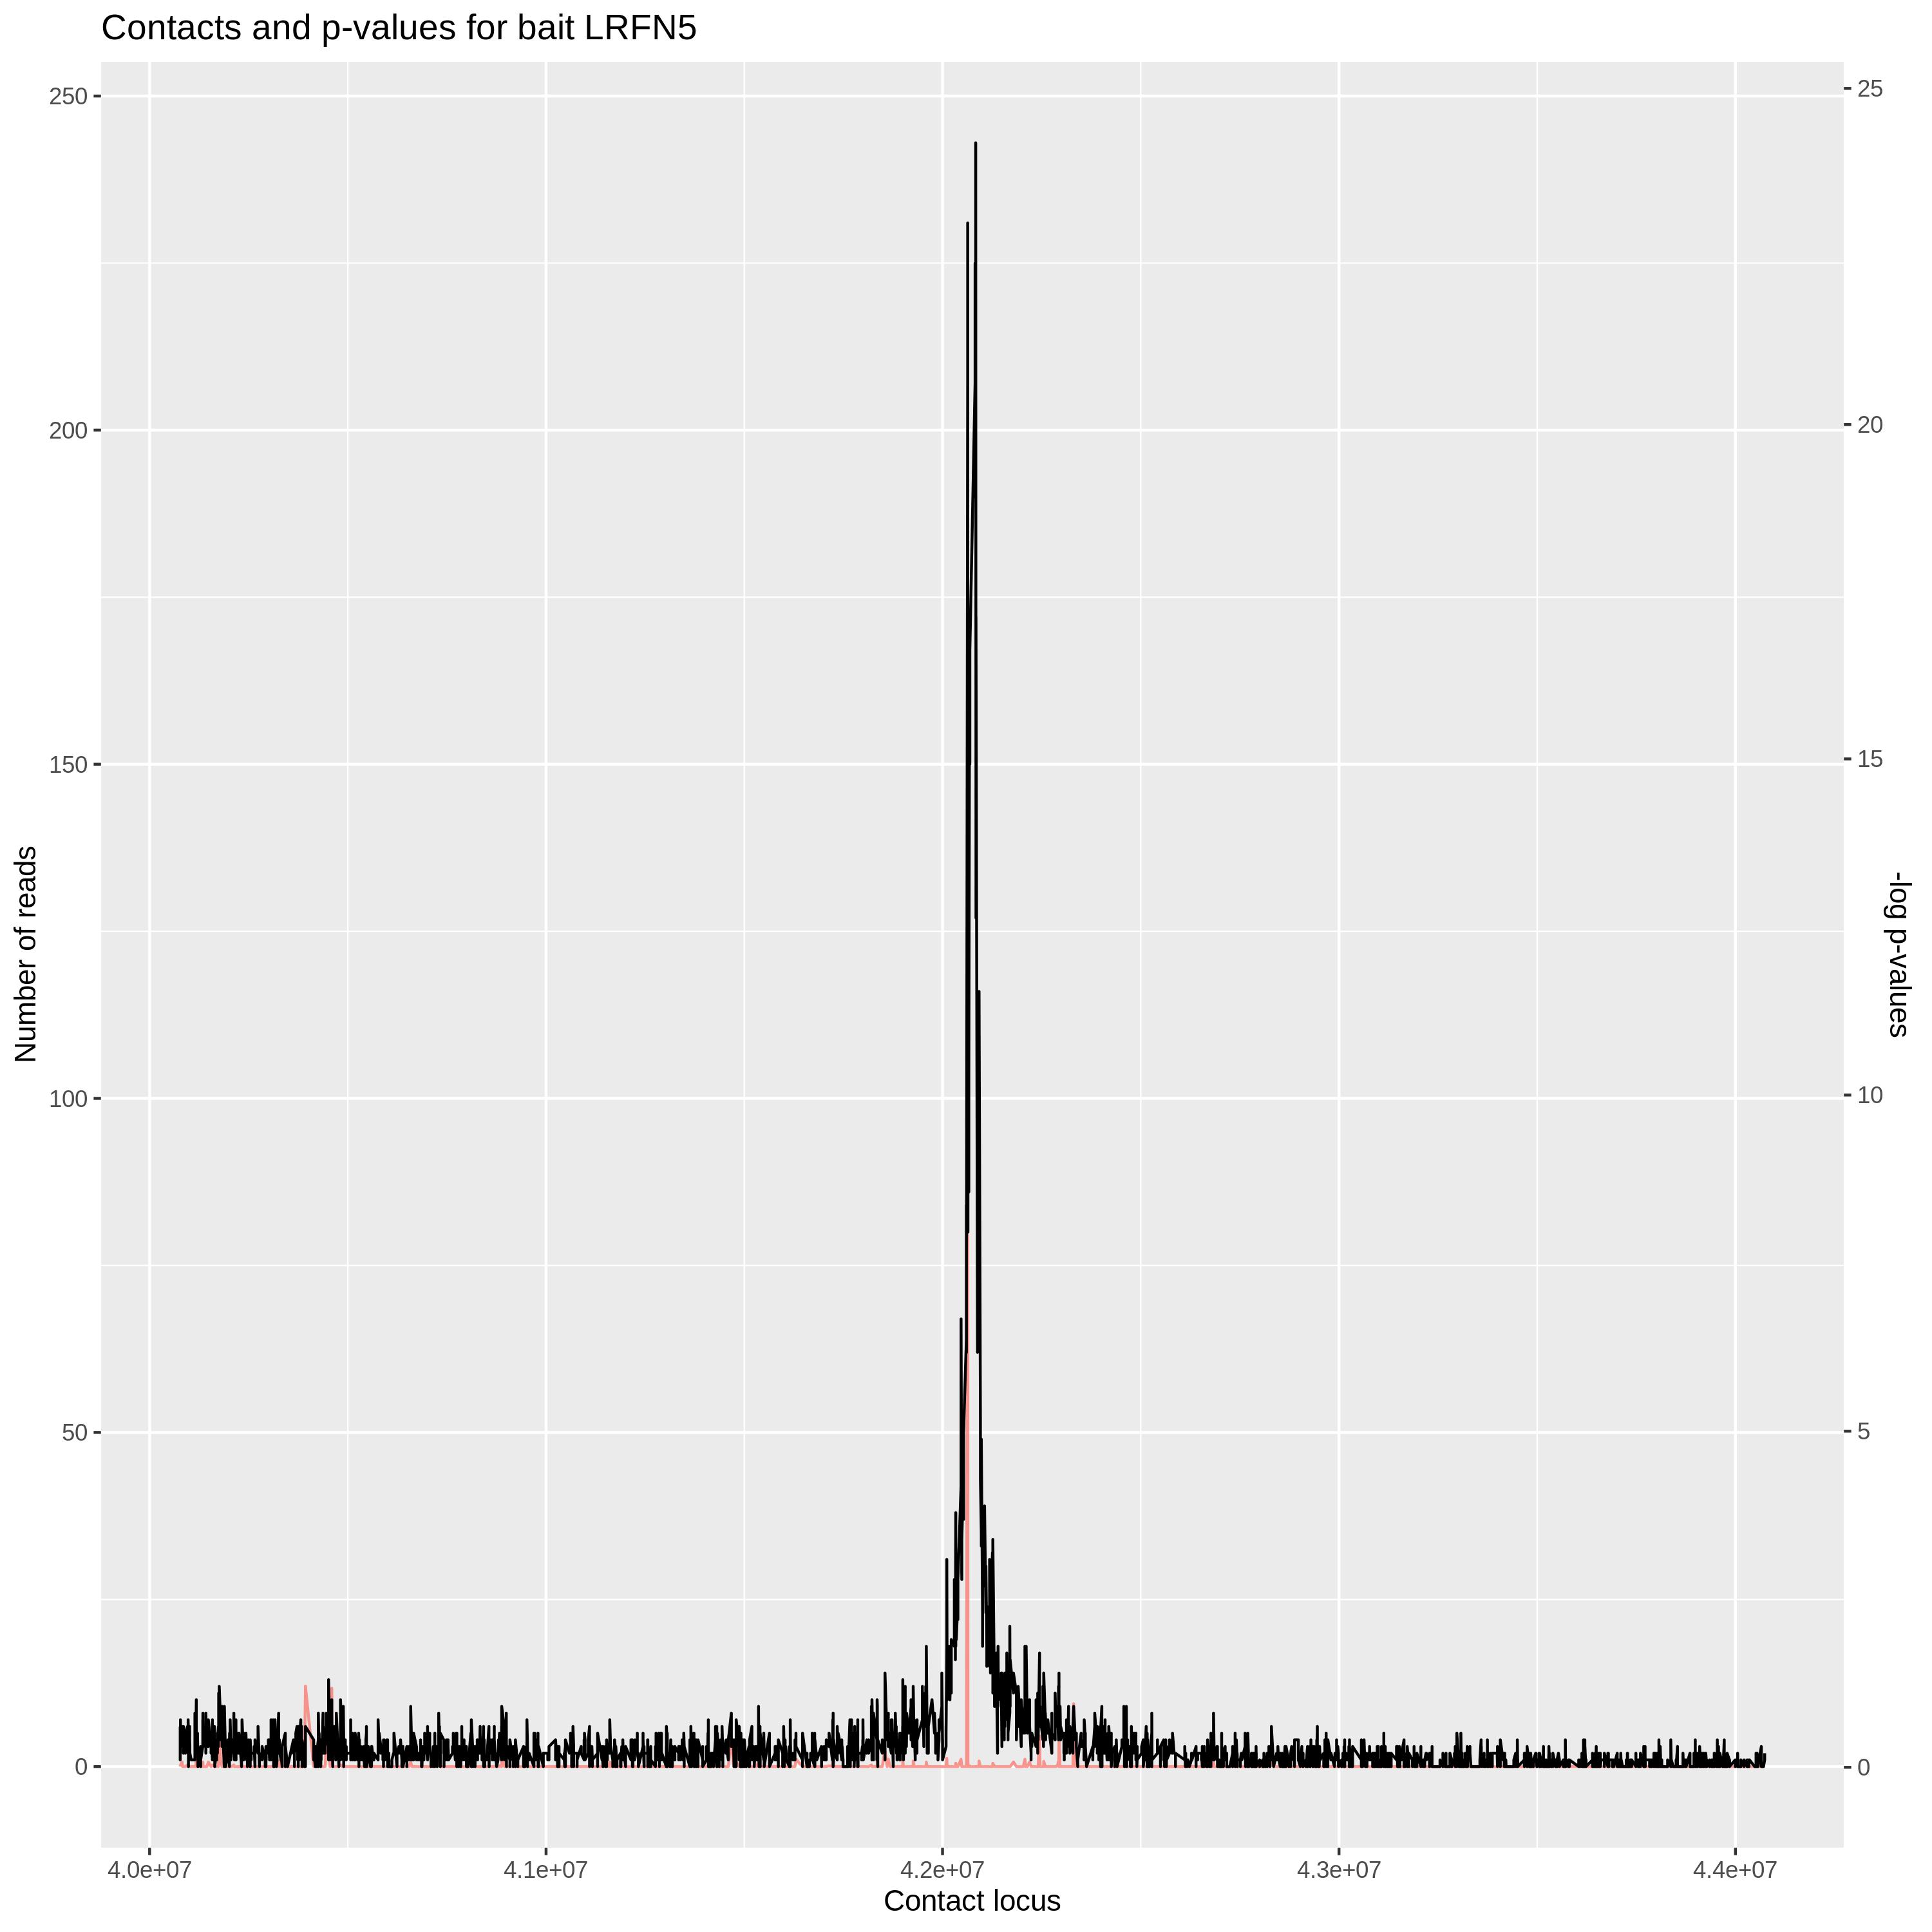 Contacts and p-values for bait LRFN5
250
200
150
100
50
0
Number of reads
25
20
15
10
5
0
-log p-values
4.0e+07
4.1e+07
4.2e+07
4.3e+07
4.4e+07
Contact locus